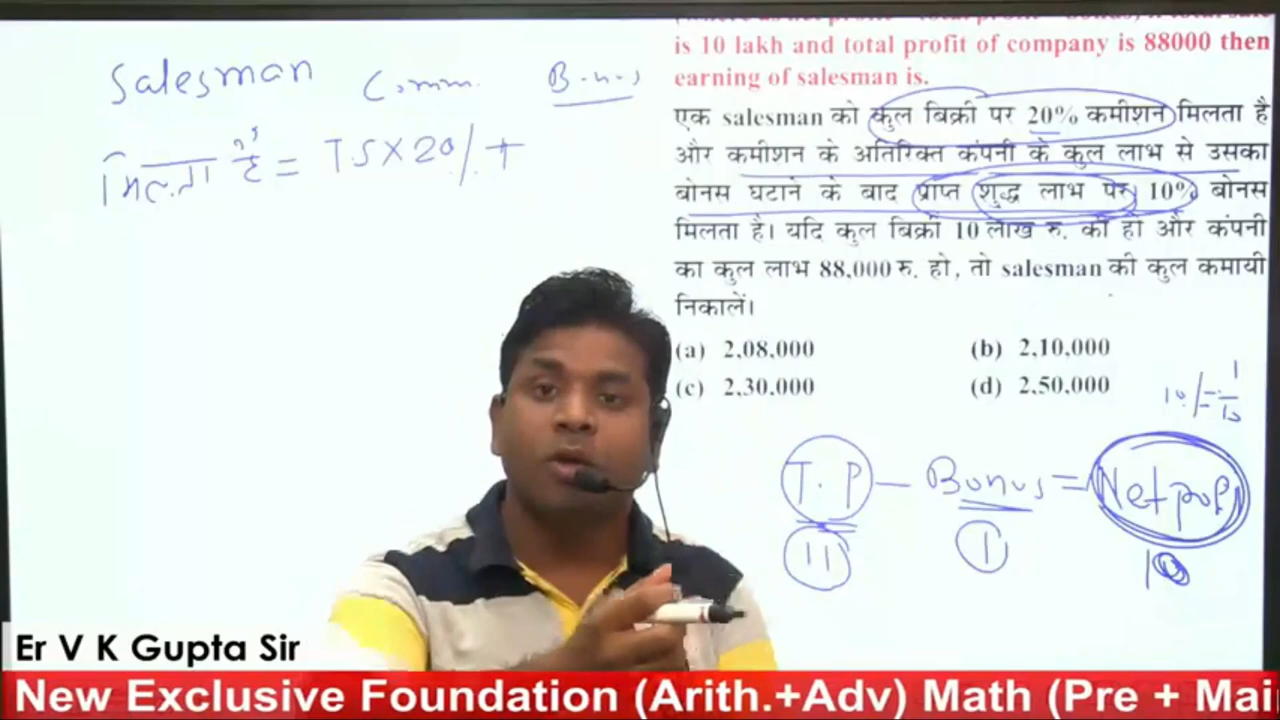 is 10 lakh and total profit of company is 88000 then
earning of salesman is.
एक salesman को कुल बिक्री पर 20% कमीशन मिलता है
और कमीशन के अतिरिक्त कंपनी के कुल लाभ से उसका
बोनस घटाने के बाद प्राप्त शुद्ध लाभ पर 10% बोनस
मिलता है। यदि कुल बिक्री 10 लाख रु. की हो और कंपनी
का कुल लाभ 88,000 रु. हो, तो salesman की कुल कमायी
निकालें।
(a) 2,08,000 (b) 2,10,000
(c) 2,30,000 (d) 2,50,000
Salesman Comm. Bonus
मिलता है = TS×20% +
10% = 1/10
T.P — Bonus = Net profit
11 1 10
Er V K Gupta Sir
New Exclusive Foundation (Arith.+Adv) Math (Pre + Mai